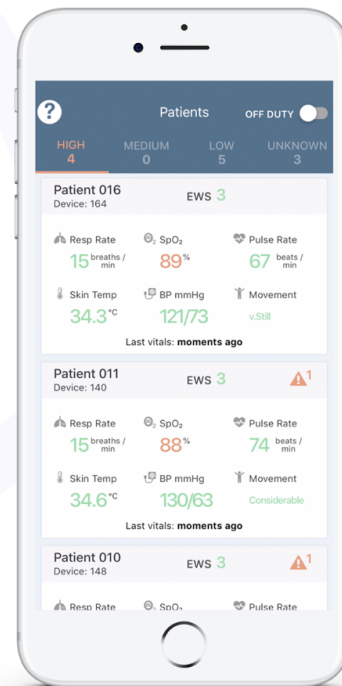 ?
Patients
OFF DUTY
HIGH MEDIUM LOW UNKNOWN
4 0 5 3
Patient 016
Device: 164
EWS 3
Resp Rate O₂ SpO₂ Pulse Rate
15 breaths / min 89% 67 beats / min
Skin Temp BP mmHg Movement
34.3°C 121/73 v.Still
Last vitals: moments ago
Patient 011
Device: 140
EWS 3 1
Resp Rate O₂ SpO₂ Pulse Rate
15 breaths / min 88% 74 beats / min
Skin Temp BP mmHg Movement
34.6°C 130/63 Considerable
Last vitals: moments ago
Patient 010
Device: 148
EWS 3 1
Resp Rate O₂ SpO₂ Pulse Rate